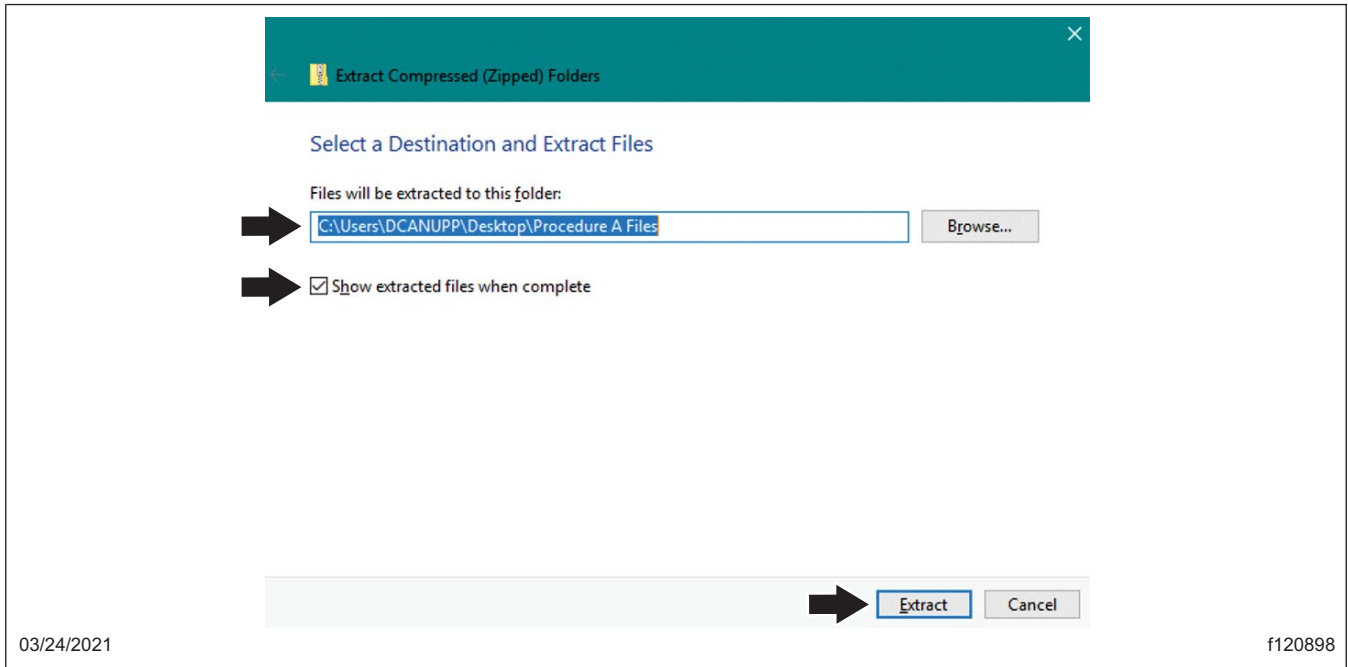 Extract Compressed (Zipped) Folders
Select a Destination and Extract Files
Files will be extracted to this folder:
C:\Users\DCANUPP\Desktop\Procedure A Files
Browse...
Show extracted files when complete
Extract
Cancel
03/24/2021
f120898